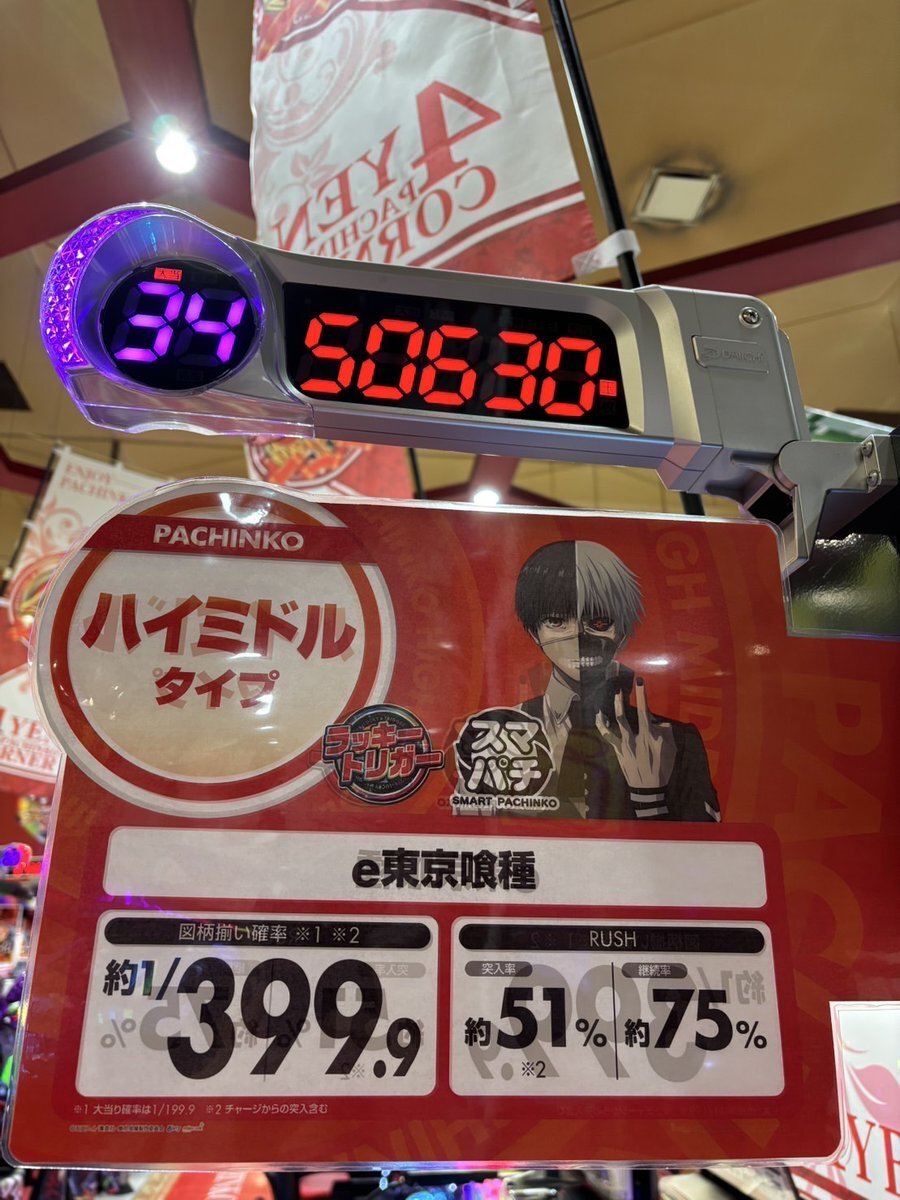 4YEN
PACHINKO
CORNER
34
50630
DAIICHI
ENJOY
PACHINKO
PACHINKO
ハイミドル
タイプ
ラッキー
トリガー
スマ
パチ
SMART PACHINKO
e東京喰種
図柄揃い確率 ※1 ※2
約1/399.9
RUSH
突入率
継続率
約51%
約75%
※2
※1 大当り確率は1/199.9 ※2 チャージからの突入含む